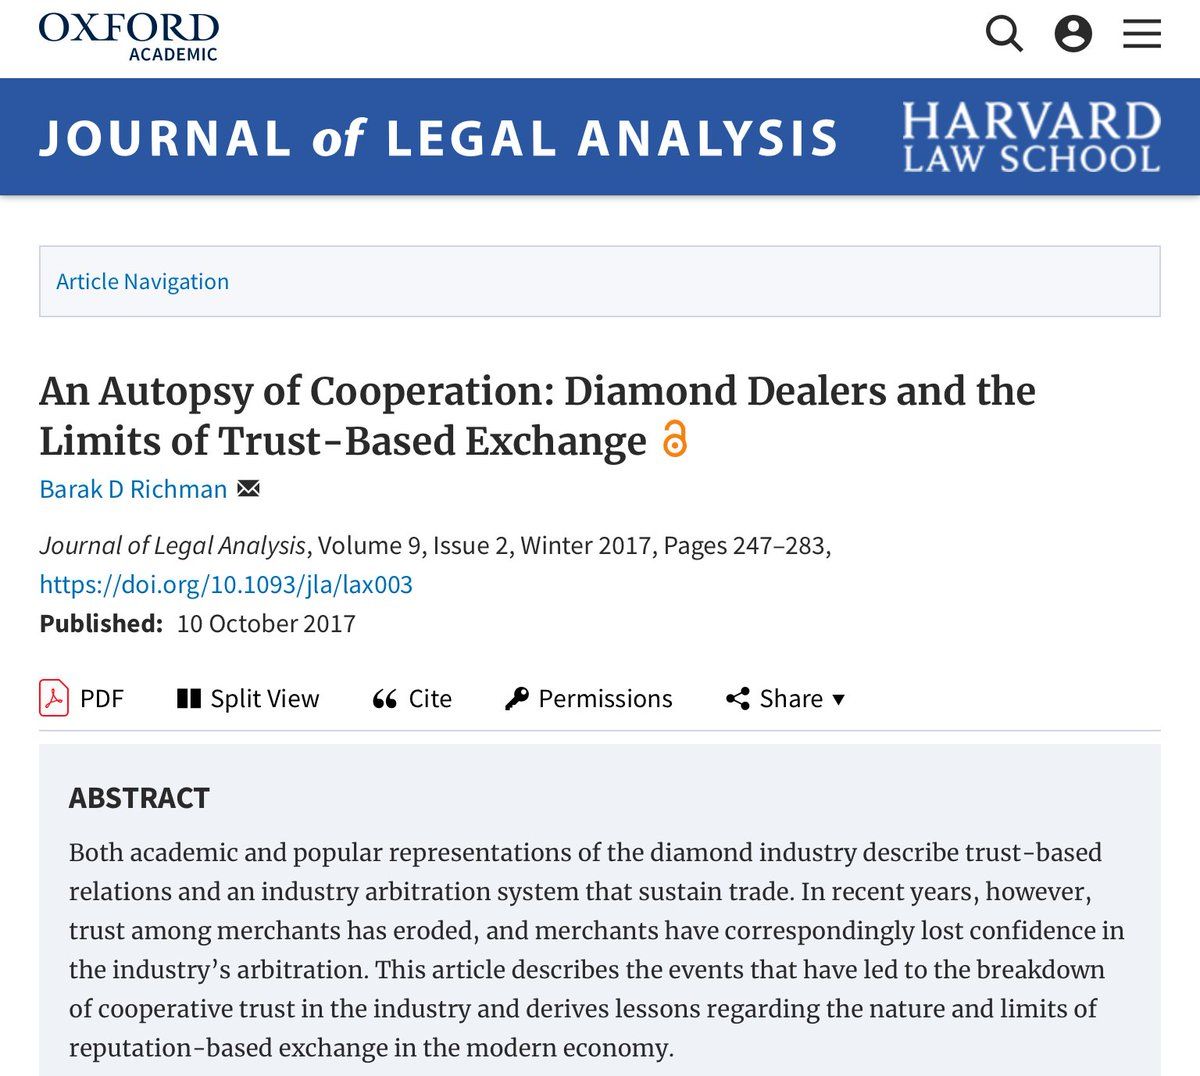 OXFORD
ACADEMIC
JOURNAL of LEGAL ANALYSIS
HARVARD
LAW SCHOOL
Article Navigation
An Autopsy of Cooperation: Diamond Dealers and the
Limits of Trust-Based Exchange
Barak D Richman
Journal of Legal Analysis, Volume 9, Issue 2, Winter 2017, Pages 247–283,
https://doi.org/10.1093/jla/lax003
Published: 10 October 2017
PDF Split View Cite Permissions Share
ABSTRACT
Both academic and popular representations of the diamond industry describe trust-based
relations and an industry arbitration system that sustain trade. In recent years, however,
trust among merchants has eroded, and merchants have correspondingly lost confidence in
the industry’s arbitration. This article describes the events that have led to the breakdown
of cooperative trust in the industry and derives lessons regarding the nature and limits of
reputation-based exchange in the modern economy.